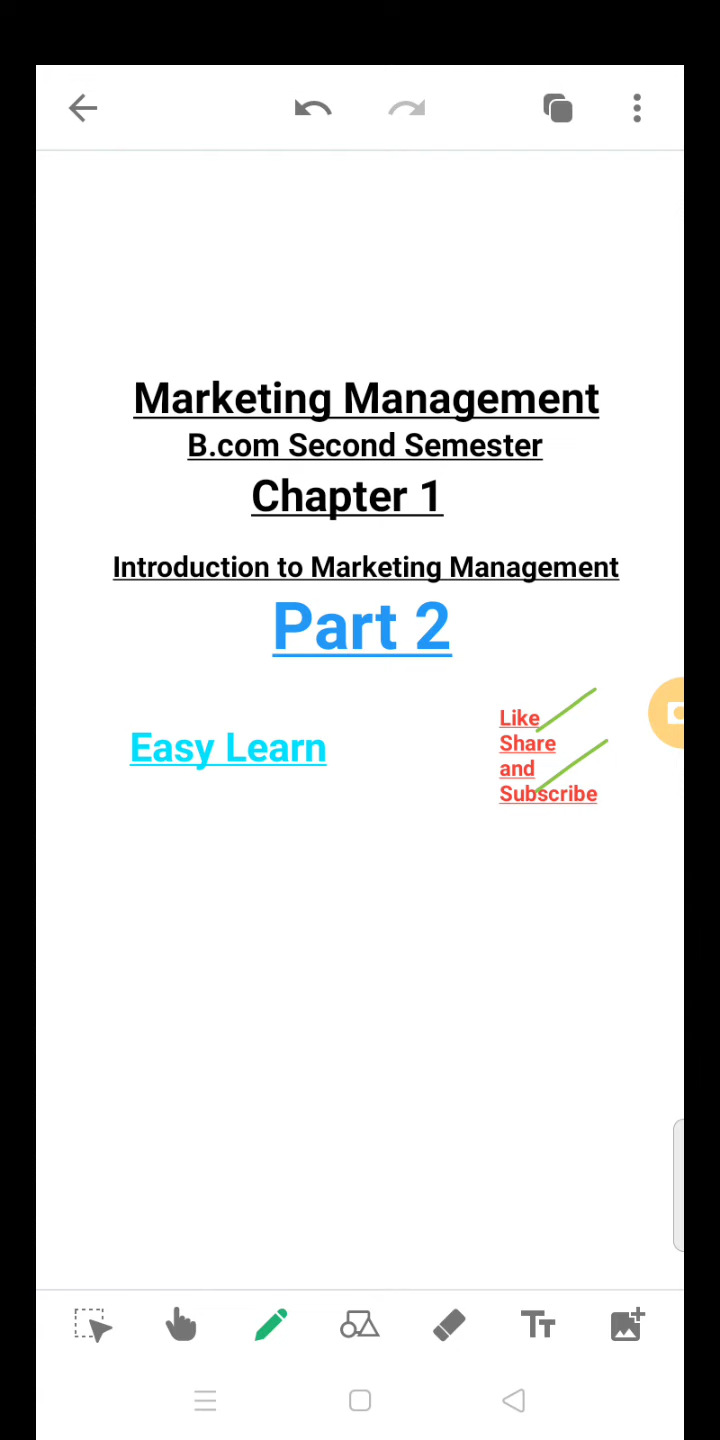 Marketing Management
B.com Second Semester
Chapter 1
Introduction to Marketing Management
Part 2
Easy Learn
Like
Share
and
Subscribe
TT